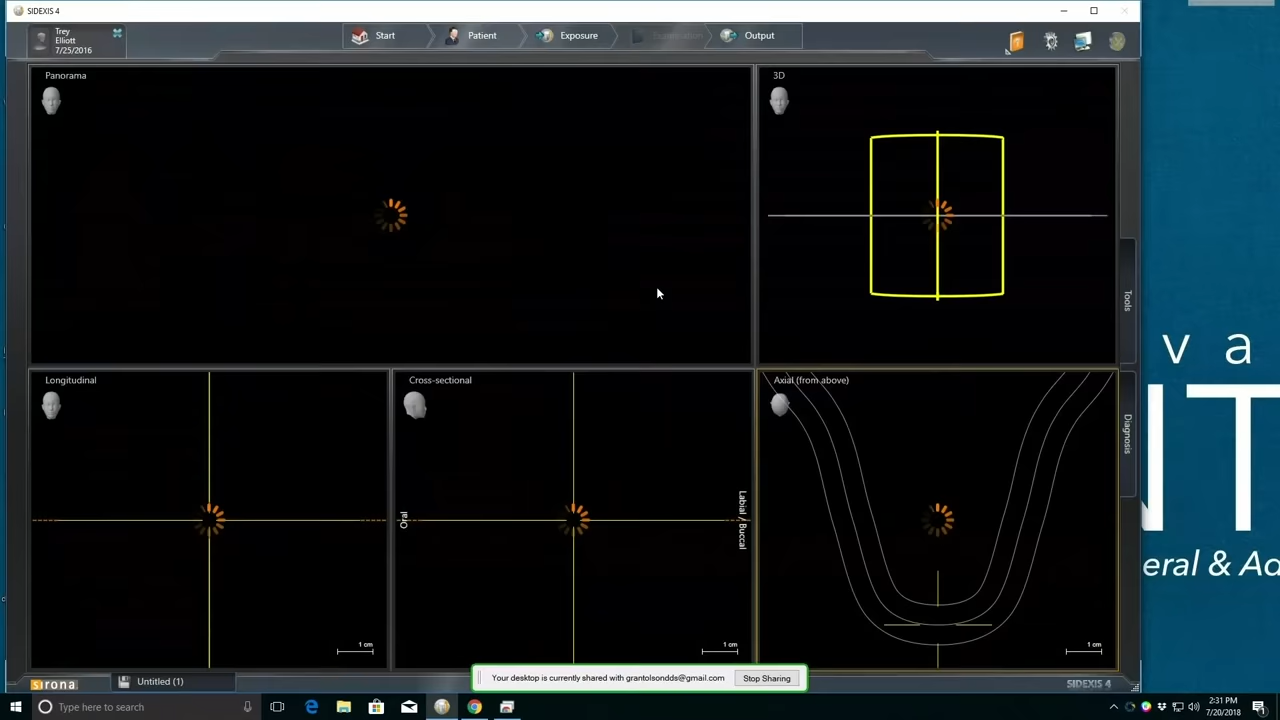 SIDEXIS 4
Trey
Elliott
7/25/2016
Start
Patient
Exposure
Output
Panorama
3D
Tools
Longitudinal
Cross-sectional
Axial (from above)
Diagnosis
Oral
Labial / Buccal
1 cm
1 cm
1 cm
va
NT
eral & Ad
sirona
Untitled (1)
Your desktop is currently shared with grantolsondds@gmail.com
Stop Sharing
SIDEXIS 4
Type here to search
2:31 PM
7/20/2018